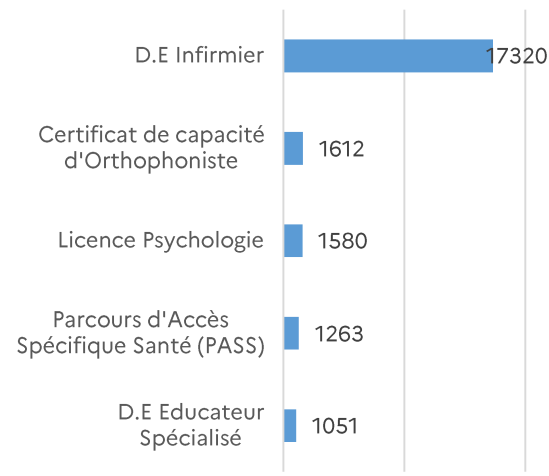 D.E Infirmier
17320
Certificat de capacité
d'Orthophoniste
1612
Licence Psychologie
1580
Parcours d'Accès
Spécifique Santé (PASS)
1263
D.E Educateur
Spécialisé
1051